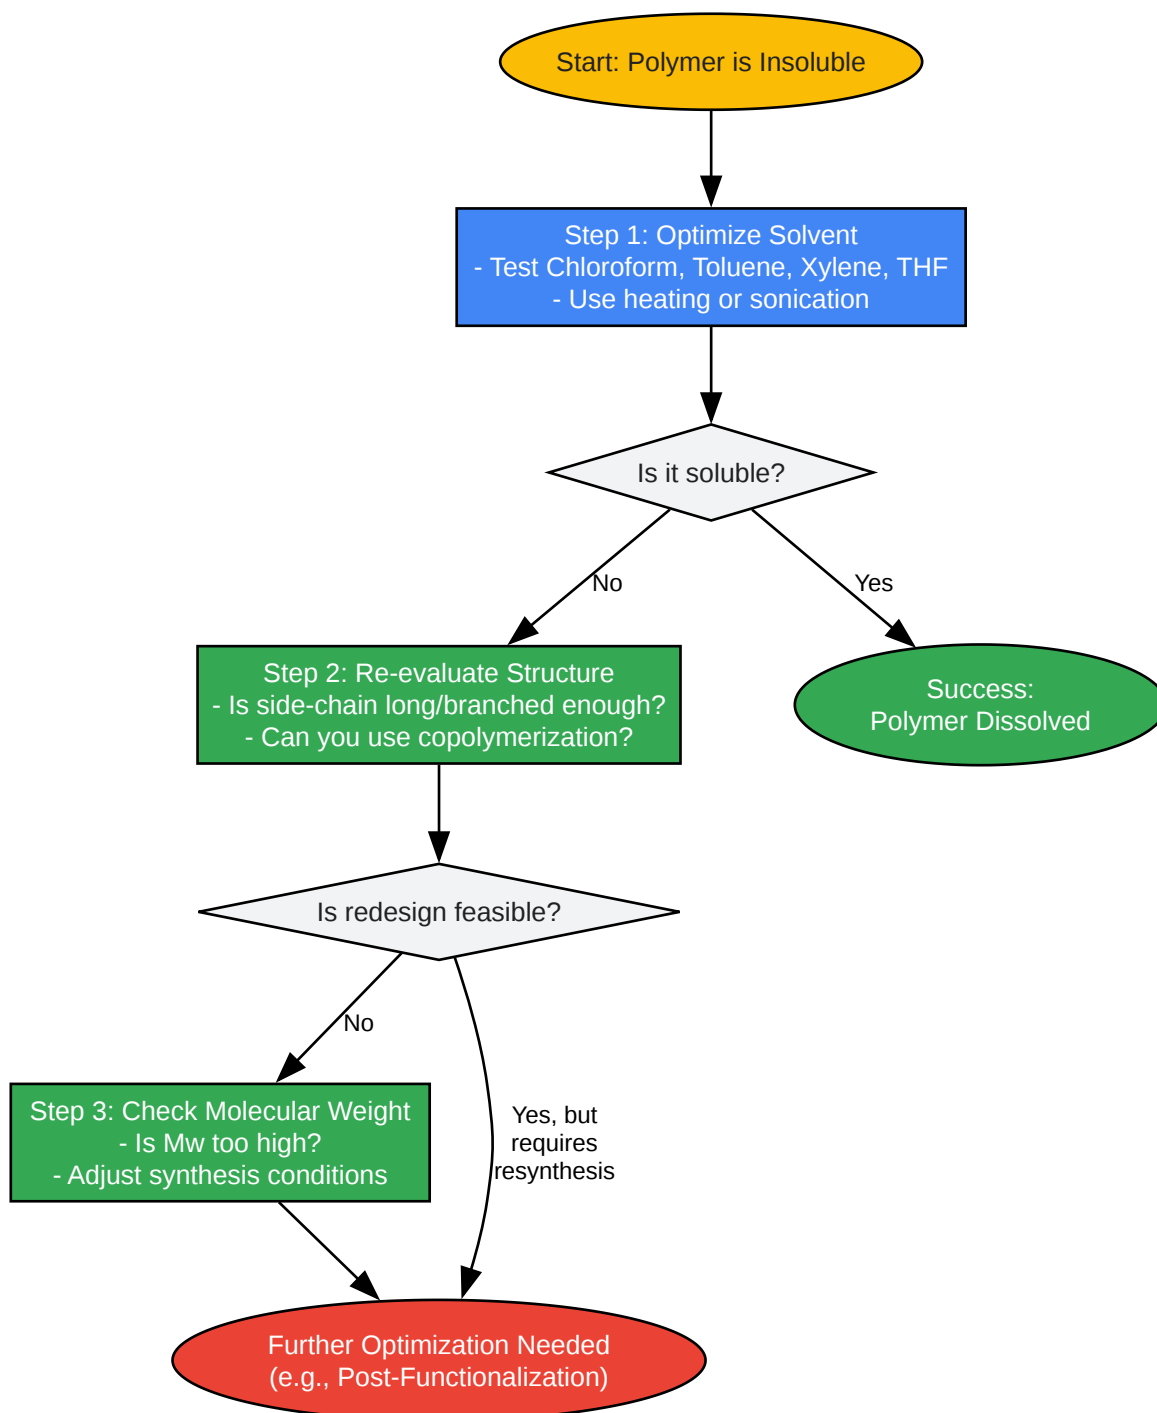 Start: Polymer is Insoluble
Step 1: Optimize Solvent
- Test Chloroform, Toluene, Xylene, THF
- Use heating or sonication
Is it soluble?
No
Yes
Step 2: Re-evaluate Structure
- Is side-chain long/branched enough?
- Can you use copolymerization?
Success:
Polymer Dissolved
Is redesign feasible?
No
Yes, but
requires
resynthesis
Step 3: Check Molecular Weight
- Is Mw too high?
- Adjust synthesis conditions
Further Optimization Needed
(e.g., Post-Functionalization)